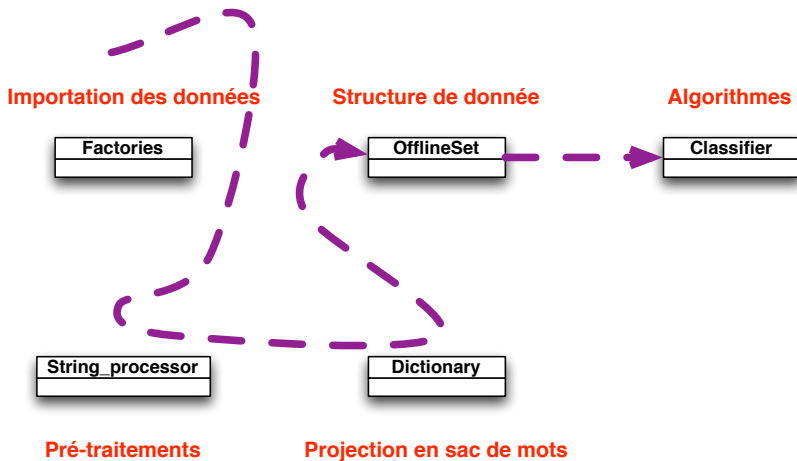 Importation des données
Structure de donnée
Algorithmes
Factories
OfflineSet
Classifier
String_processor
Dictionary
Pré-traitements
Projection en sac de mots